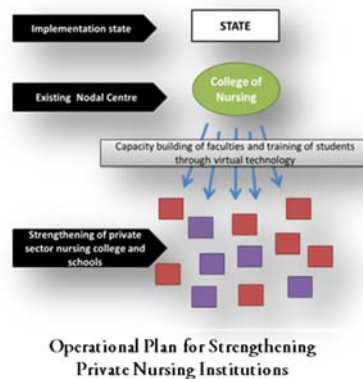 Implementation state
STATE
Existing Nodal Centre
College of
Nursing
Capacity building of faculties and training of students
through virtual technology
Strengthening of private
sector nursing college and
schools
Operational Plan for Strengthening
Private Nursing Institutions